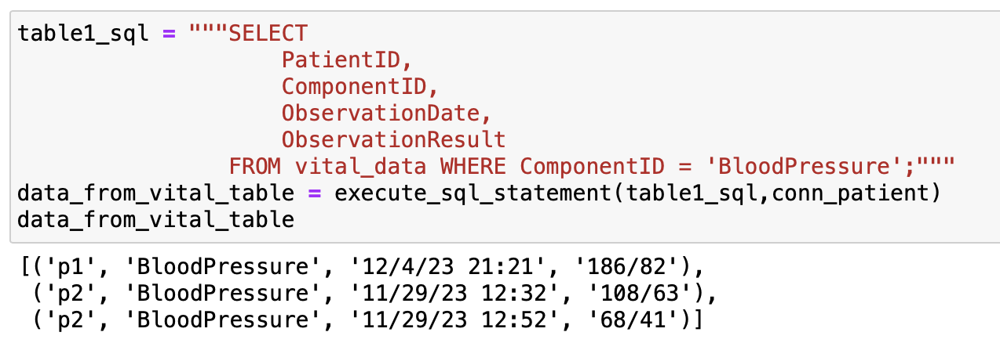 table1_sql = """SELECT
PatientID,
ComponentID,
ObservationDate,
ObservationResult
FROM vital_data WHERE ComponentID = 'BloodPressure';"""
data_from_vital_table = execute_sql_statement(table1_sql,conn_patient)
data_from_vital_table
[('p1', 'BloodPressure', '12/4/23 21:21', '186/82'),
('p2', 'BloodPressure', '11/29/23 12:32', '108/63'),
('p2', 'BloodPressure', '11/29/23 12:52', '68/41')]